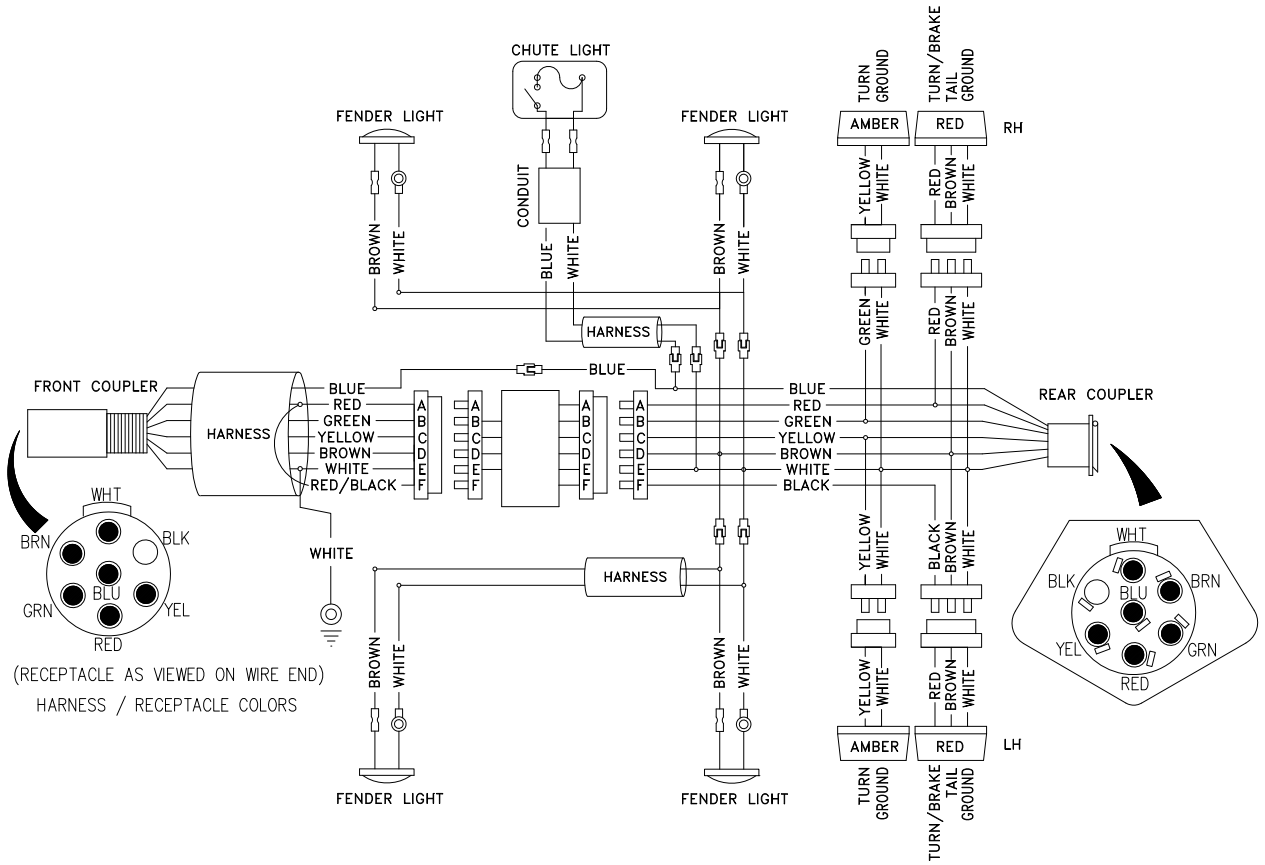 CHUTE LIGHT
FENDER LIGHT
FENDER LIGHT
TURN
GROUND
TURN/BRAKE
TAIL
GROUND
AMBER
RED
RH
CONDUIT
BROWN
WHITE
BLUE
WHITE
BROWN
WHITE
YELLOW
WHITE
RED
BROWN
WHITE
GREEN
WHITE
RED
BROWN
WHITE
HARNESS
FRONT COUPLER
HARNESS
BLUE
RED
GREEN
YELLOW
BROWN
WHITE
RED/BLACK
BLUE
A
B
C
D
E
F
A
B
C
D
E
F
A
B
C
D
E
F
A
B
C
D
E
F
BLUE
RED
GREEN
YELLOW
BROWN
WHITE
BLACK
REAR COUPLER
WHT
BRN
BLK
BLU
GRN
YEL
RED
(RECEPTACLE AS VIEWED ON WIRE END)
HARNESS / RECEPTACLE COLORS
WHITE
HARNESS
YELLOW
WHITE
BLACK
BROWN
WHITE
WHT
BLK
BLU
BRN
YEL
GRN
RED
BROWN
WHITE
BROWN
WHITE
YELLOW
WHITE
RED
BROWN
WHITE
AMBER
RED
LH
FENDER LIGHT
FENDER LIGHT
TURN
GROUND
TURN/BRAKE
TAIL
GROUND